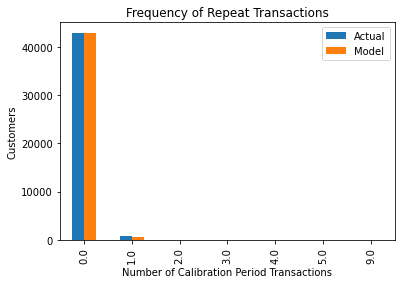 Frequency of Repeat Transactions
Actual
Model
40000
30000
20000
10000
0
Customers
0.0
1.0
2.0
3.0
4.0
5.0
9.0
Number of Calibration Period Transactions